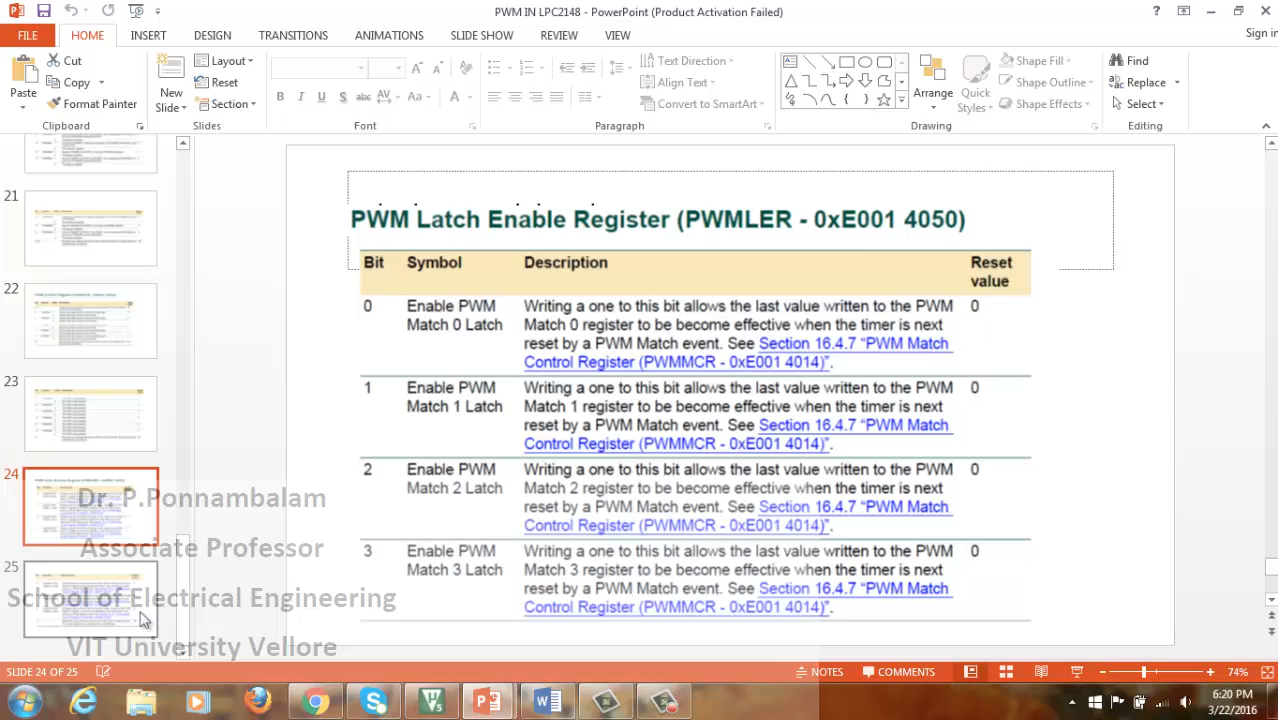 PWM IN LPC2148 - PowerPoint (Product Activation Failed)
FILE HOME INSERT DESIGN TRANSITIONS ANIMATIONS SLIDE SHOW REVIEW VIEW Sign in
Paste
Cut
Copy
Format Painter
Clipboard
New
Slide
Layout
Reset
Section
Slides
B I U S abc AV Aa A
Font
Text Direction
Align Text
Convert to SmartArt
Paragraph
Arrange
Quick
Styles
Shape Fill
Shape Outline
Shape Effects
Drawing
Find
Replace
Select
Editing
21
22
23
24
25
PWM Latch Enable Register (PWMLER - 0xE001 4050)
Bit Symbol Description Reset
value
0 Enable PWM Writing a one to this bit allows the last value written to the PWM 0
Match 0 Latch Match 0 register to be become effective when the timer is next
reset by a PWM Match event. See Section 16.4.7 “PWM Match
Control Register (PWMMCR - 0xE001 4014)”.
1 Enable PWM Writing a one to this bit allows the last value written to the PWM 0
Match 1 Latch Match 1 register to be become effective when the timer is next
reset by a PWM Match event. See Section 16.4.7 “PWM Match
Control Register (PWMMCR - 0xE001 4014)”.
2 Enable PWM Writing a one to this bit allows the last value written to the PWM 0
Match 2 Latch Match 2 register to be become effective when the timer is next
reset by a PWM Match event. See Section 16.4.7 “PWM Match
Control Register (PWMMCR - 0xE001 4014)”.
3 Enable PWM Writing a one to this bit allows the last value written to the PWM 0
Match 3 Latch Match 3 register to be become effective when the timer is next
reset by a PWM Match event. See Section 16.4.7 “PWM Match
Control Register (PWMMCR - 0xE001 4014)”.
Dr. P.Ponnambalam
Associate Professor
School of Electrical Engineering
VIT University Vellore
SLIDE 24 OF 25 NOTES COMMENTS 74%
6:20 PM
3/22/2016